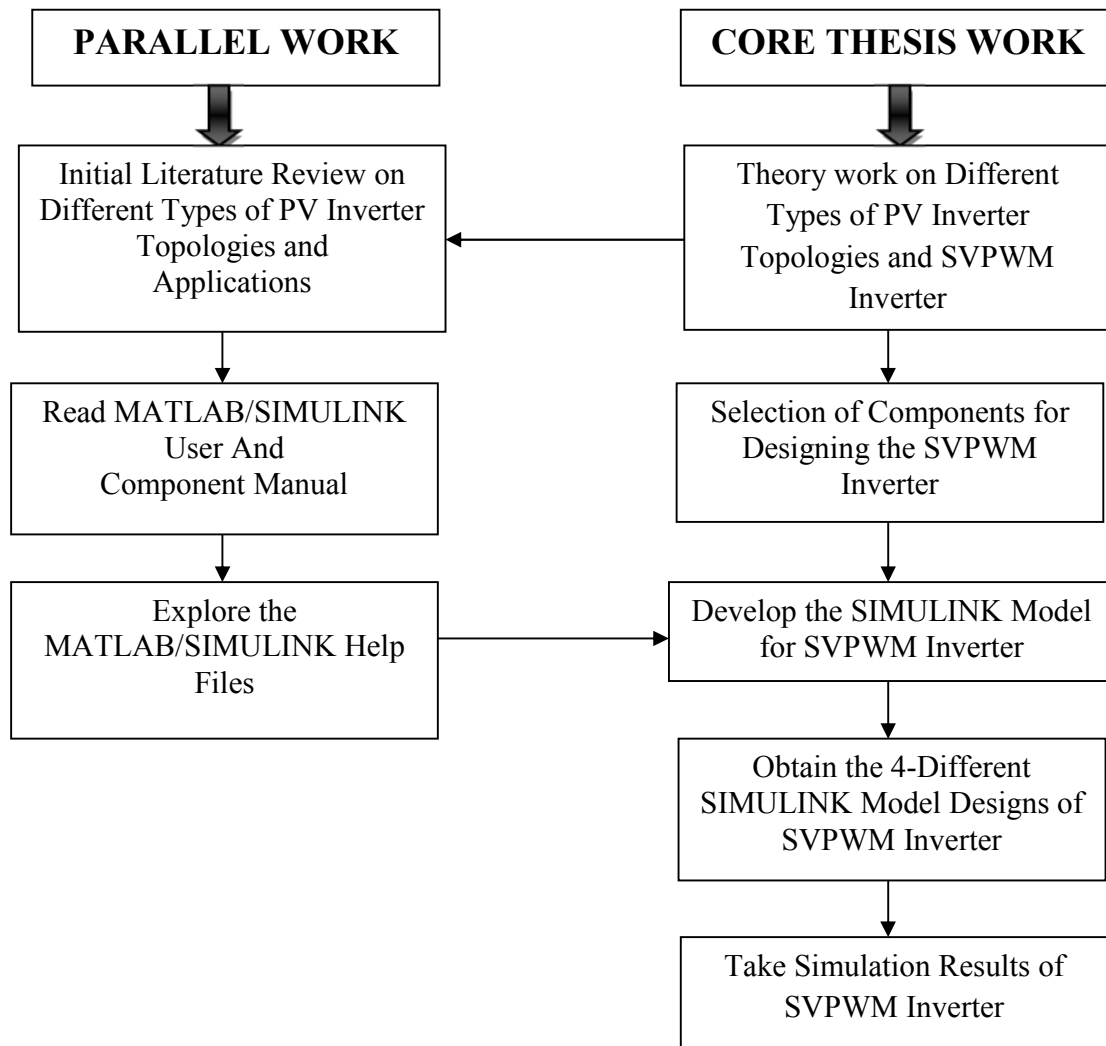 PARALLEL WORK
Initial Literature Review on
Different Types of PV Inverter
Topologies and
Applications
Read MATLAB/SIMULINK
User And
Component Manual
Explore the
MATLAB/SIMULINK Help
Files
CORE THESIS WORK
Theory work on Different
Types of PV Inverter
Topologies and SVPWM
Inverter
Selection of Components for
Designing the SVPWM
Inverter
Develop the SIMULINK Model
for SVPWM Inverter
Obtain the 4-Different
SIMULINK Model Designs of
SVPWM Inverter
Take Simulation Results of
SVPWM Inverter